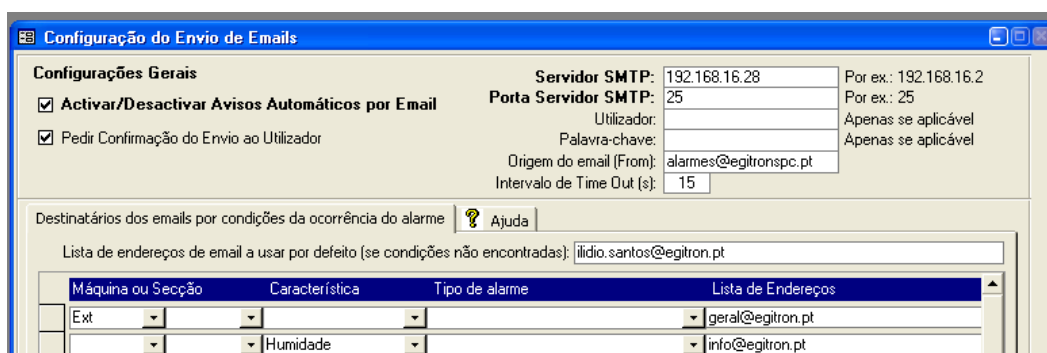 Configuração do Envio de Emails
Configurações Gerais
Servidor SMTP: 192.168.16.28 Por ex.: 192.168.16.2
Activar/Desactivar Avisos Automáticos por Email
Porta Servidor SMTP: 25 Por ex.: 25
Utilizador: Apenas se aplicável
Pedir Confirmação do Envio ao Utilizador
Palavra-chave: Apenas se aplicável
Origem do email (From): alarmes@egitronspc.pt
Intervalo de Time Out (s): 15
Destinatários dos emails por condições da ocorrência do alarme ? Ajuda
Lista de endereços de email a usar por defeito (se condições não encontradas): ilidio.santos@egitron.pt
Máquina ou Secção Característica Tipo de alarme Lista de Endereços
Ext geral@egitron.pt
Humidade info@egitron.pt